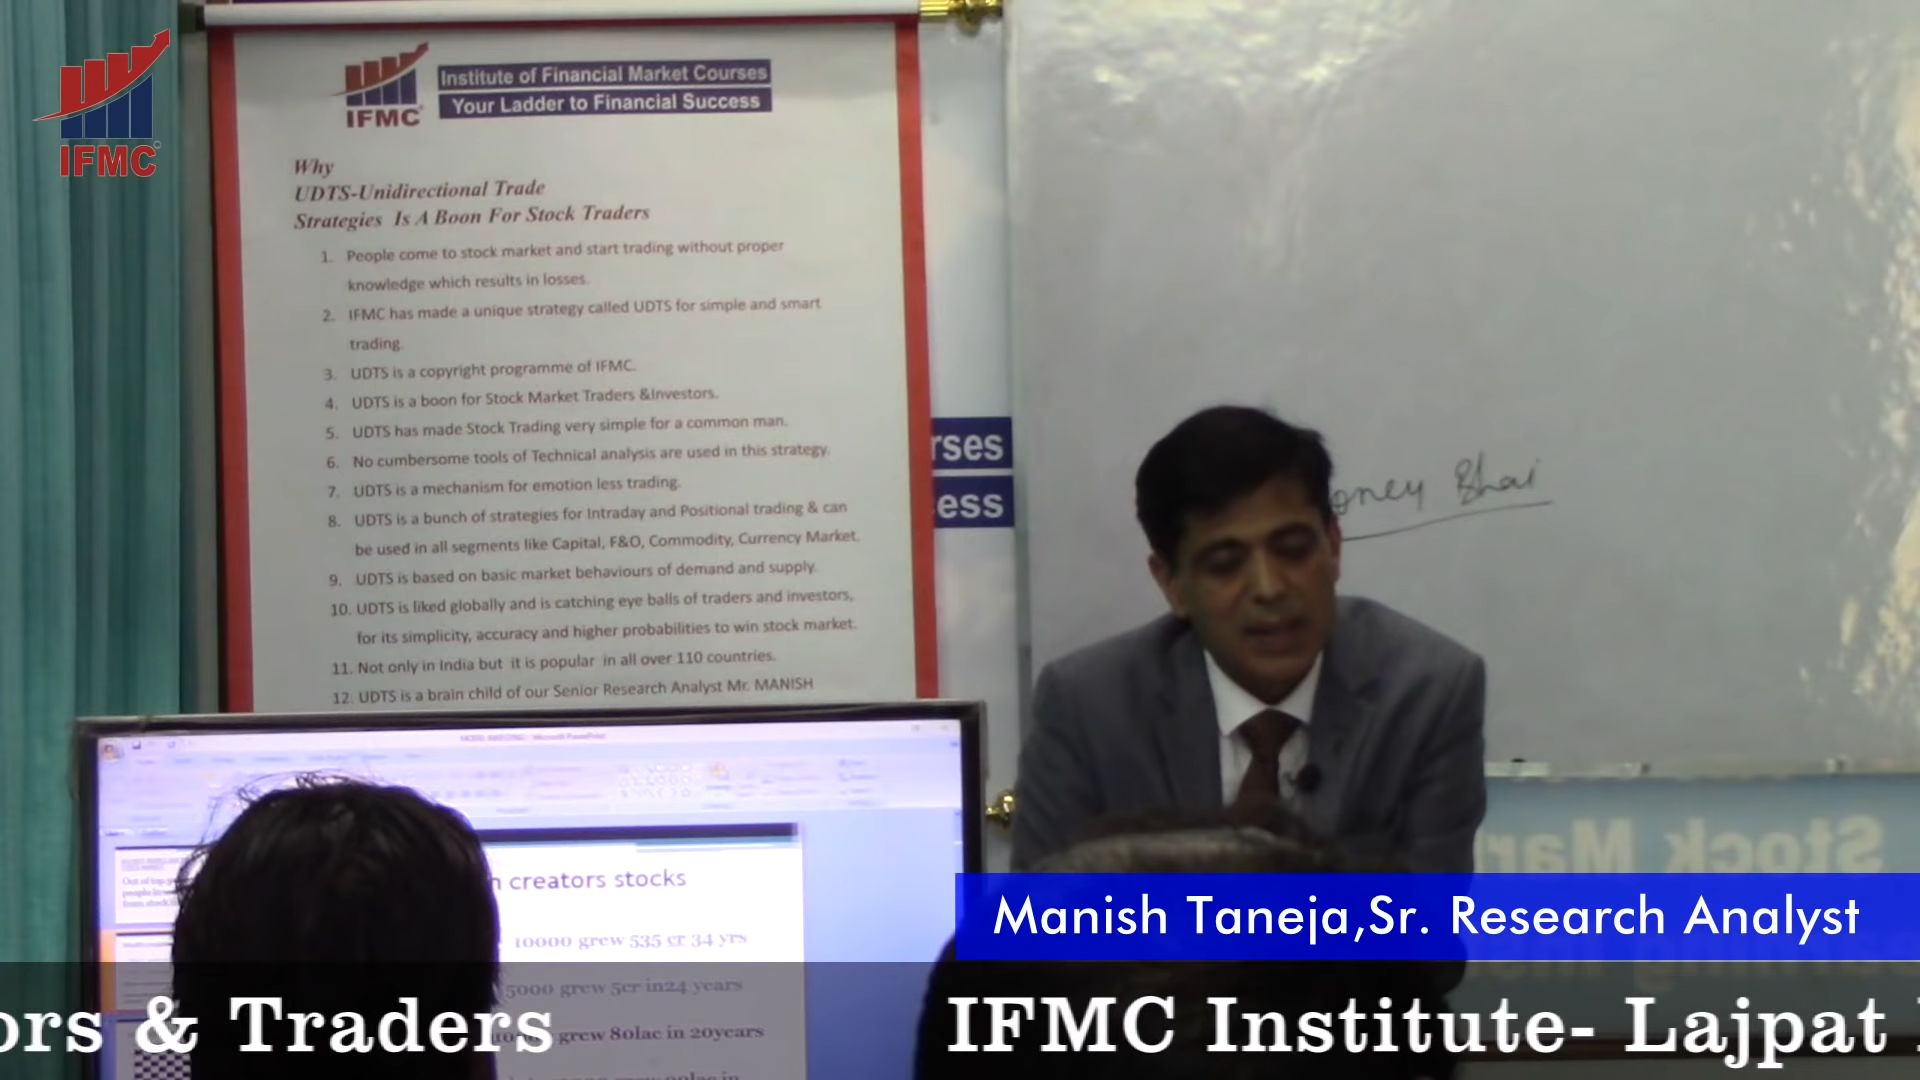 IFMC
IFMC
Institute of Financial Market Courses
Your Ladder to Financial Success
Why
UDTS-Unidirectional Trade
Strategies Is A Boon For Stock Traders
1. People come to stock market and start trading without proper
knowledge which results in losses.
2. IFMC has made a unique strategy called UDTS for simple and smart
trading.
3. UDTS is a copyright programme of IFMC.
4. UDTS is a boon for Stock Market Traders &Investors.
5. UDTS has made Stock Trading very simple for a common man.
6. No cumbersome tools of Technical analysis are used in this strategy.
7. UDTS is a mechanism for emotion less trading.
8. UDTS is a bunch of strategies for Intraday and Positional trading & can
be used in all segments like Capital, F&O, Commodity, Currency Market.
9. UDTS is based on basic market behaviours of demand and supply.
10. UDTS is liked globally and is catching eye balls of traders and investors,
for its simplicity, accuracy and higher probabilities to win stock market.
11. Not only in India but it is popular in all over 110 countries.
12. UDTS is a brain child of our Senior Research Analyst Mr. MANISH
rses
ess
oney Bhai
creators stocks
10000 grew 535 cr 34 yrs
5000 grew 5cr in24 years
grew 80lac in 20years
Stock Mar
Manish Taneja,Sr. Research Analyst
ors & Traders
IFMC Institute- Lajpat